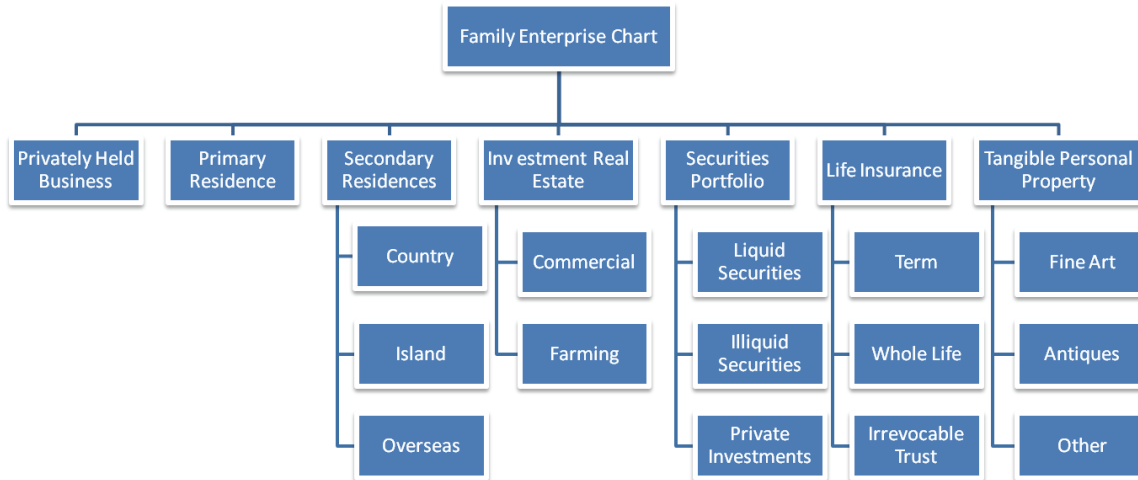 Family Enterprise Chart
Privately Held
Business
Primary
Residence
Secondary
Residences
Investment Real
Estate
Securities
Portfolio
Life Insurance
Tangible Personal
Property
Country
Island
Overseas
Commercial
Farming
Liquid
Securities
Illiquid
Securities
Private
Investments
Term
Whole Life
Irrevocable
Trust
Fine Art
Antiques
Other